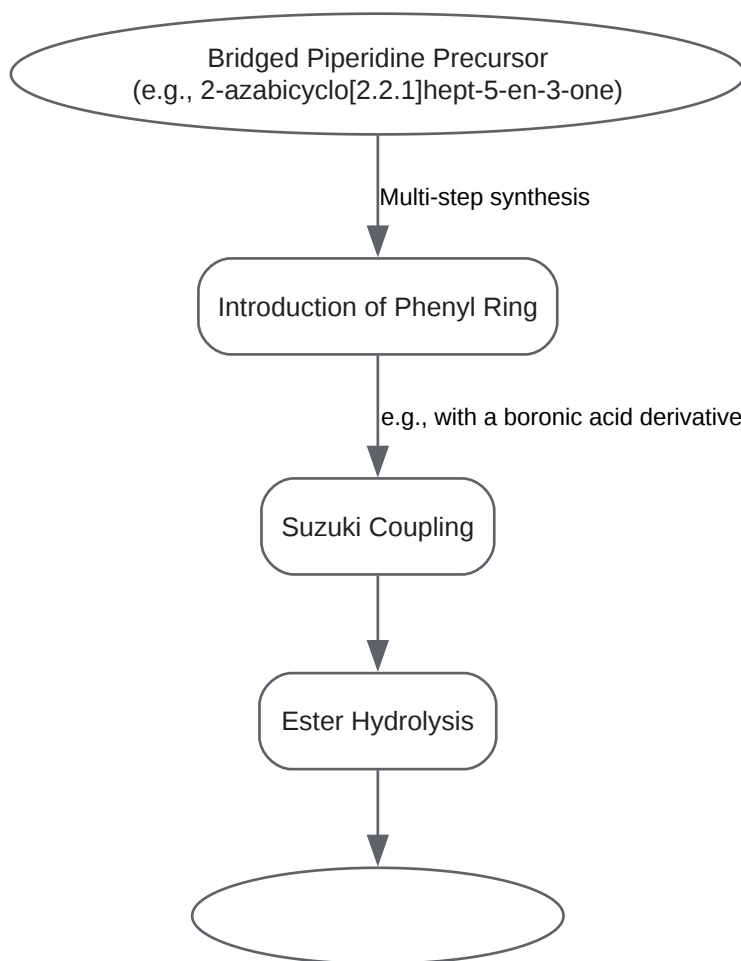 Bridged Piperidine Precursor
(e.g., 2-azabicyclo[2.2.1]hept-5-en-3-one)
Multi-step synthesis
Introduction of Phenyl Ring
e.g., with a boronic acid derivative
Suzuki Coupling
Ester Hydrolysis